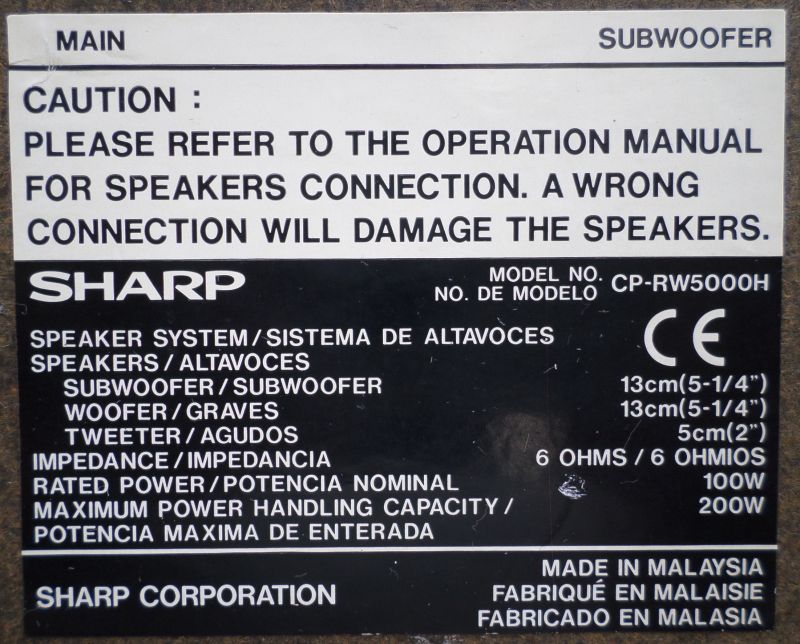 MAIN SUBWOOFER
CAUTION :
PLEASE REFER TO THE OPERATION MANUAL
FOR SPEAKERS CONNECTION. A WRONG
CONNECTION WILL DAMAGE THE SPEAKERS.
SHARP MODEL NO. CP-RW5000H
NO. DE MODELO
SPEAKER SYSTEM/SISTEMA DE ALTAVOCES CE
SPEAKERS/ALTAVOCES
SUBWOOFER/SUBWOOFER 13cm(5-1/4")
WOOFER/GRAVES 13cm(5-1/4")
TWEETER/AGUDOS 5cm(2")
IMPEDANCE/IMPEDANCIA 6 OHMS / 6 OHMIOS
RATED POWER/POTENCIA NOMINAL 100W
MAXIMUM POWER HANDLING CAPACITY/ 200W
POTENCIA MAXIMA DE ENTERADA
SHARP CORPORATION
MADE IN MALAYSIA
FABRIQUÉ EN MALAISIE
FABRICADO EN MALASIA